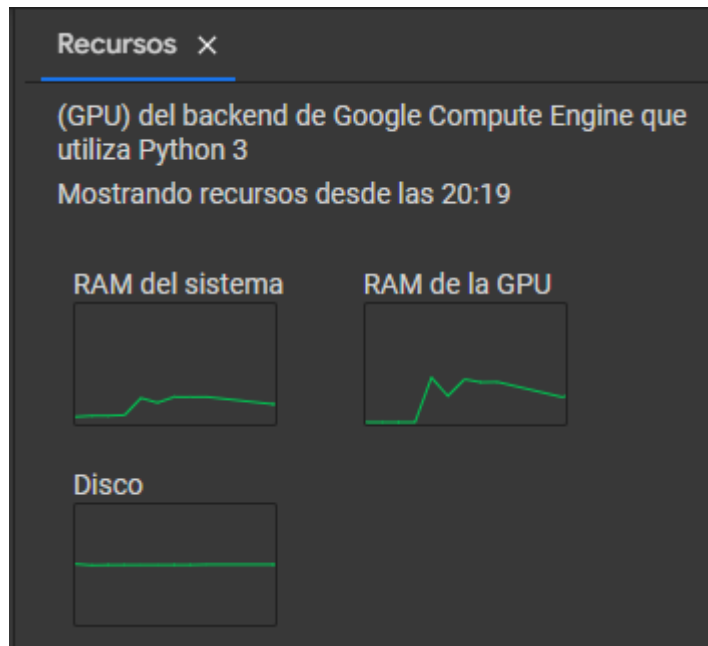 Recursos
(GPU) del backend de Google Compute Engine que
utiliza Python 3
Mostrando recursos desde las 20:19
RAM del sistema
RAM de la GPU
Disco